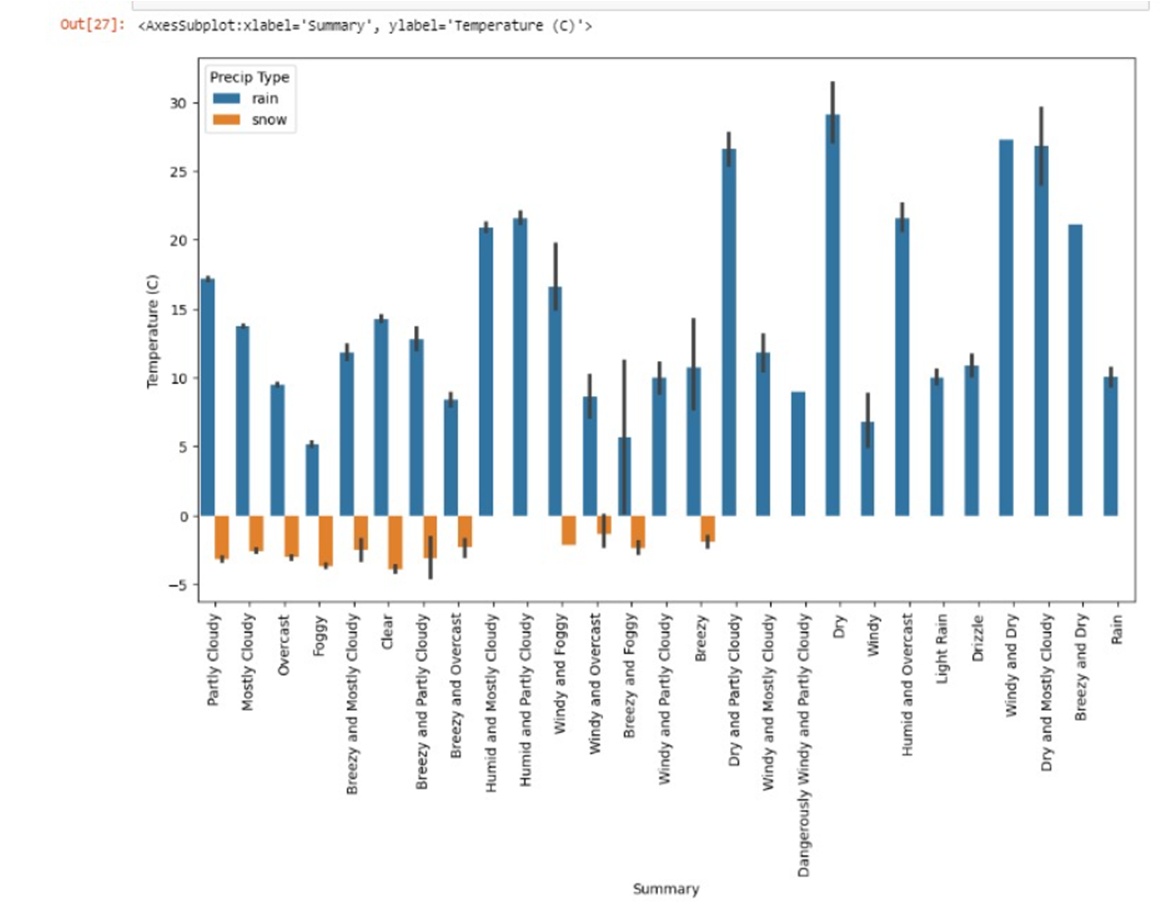 Out[27]: <AxesSubplot:xlabel='Summary', ylabel='Temperature (C)'>
Precip Type
rain
snow
30
25
20
15
10
5
0
−5
Temperature (C)
Partly Cloudy
Mostly Cloudy
Overcast
Foggy
Breezy and Mostly Cloudy
Clear
Breezy and Partly Cloudy
Breezy and Overcast
Humid and Mostly Cloudy
Humid and Partly Cloudy
Windy and Foggy
Windy and Overcast
Breezy and Foggy
Windy and Partly Cloudy
Breezy
Dry and Partly Cloudy
Windy and Mostly Cloudy
Dangerously Windy and Partly Cloudy
Dry
Windy
Humid and Overcast
Light Rain
Drizzle
Windy and Dry
Dry and Mostly Cloudy
Breezy and Dry
Rain
Summary